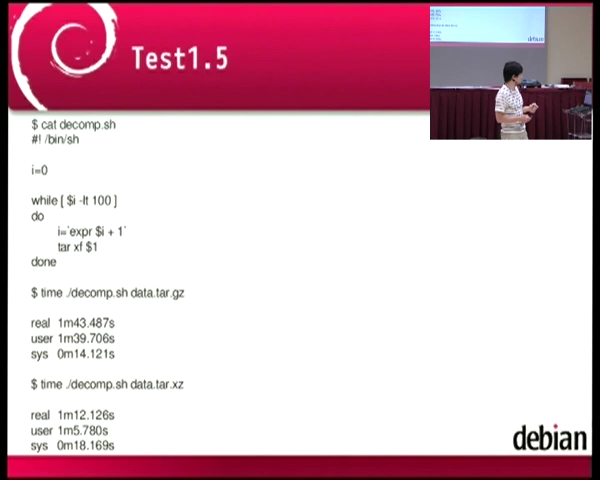 Test1.5
$ cat decomp.sh
#! /bin/sh
i=0
while [ $i -lt 100 ]
do
i=`expr $i + 1`
tar xf $1
done
$ time ./decomp.sh data.tar.gz
real 1m43.487s
user 1m39.706s
sys 0m14.121s
$ time ./decomp.sh data.tar.xz
real 1m12.126s
user 1m5.780s
sys 0m18.169s
debian
debian